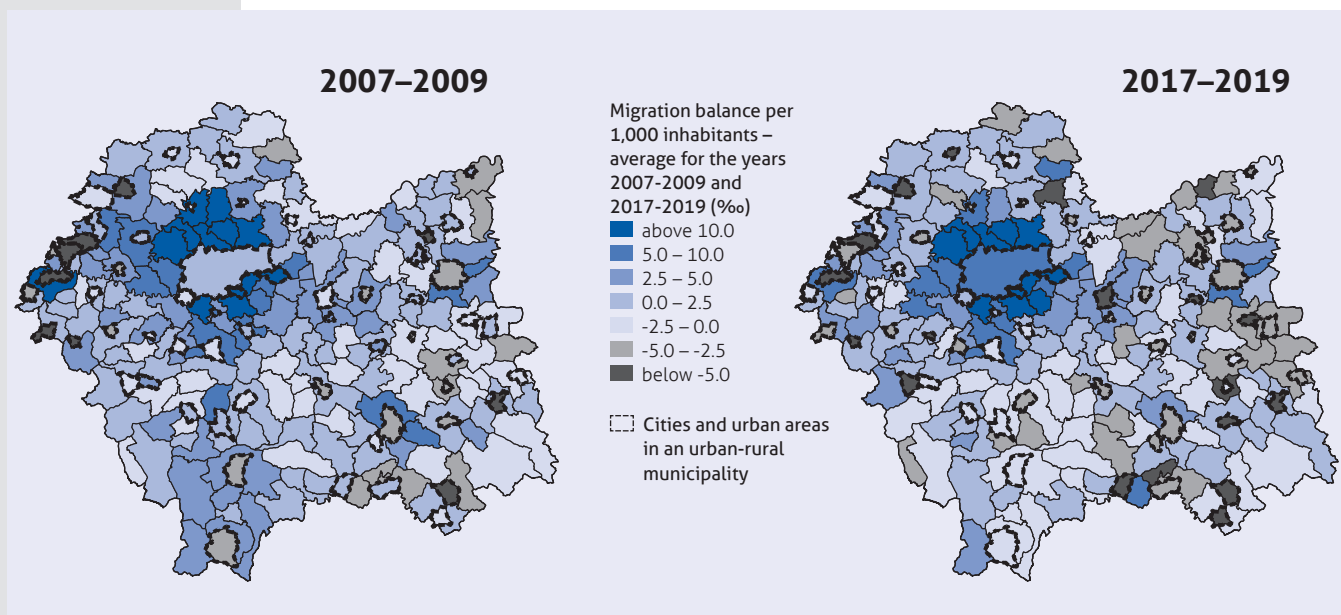 2007–2009
2017–2019
Migration balance per
1,000 inhabitants –
average for the years
2007-2009 and
2017-2019 (‰)
above 10.0
5.0 – 10.0
2.5 – 5.0
0.0 – 2.5
-2.5 – 0.0
-5.0 – -2.5
below -5.0
Cities and urban areas
in an urban-rural
municipality